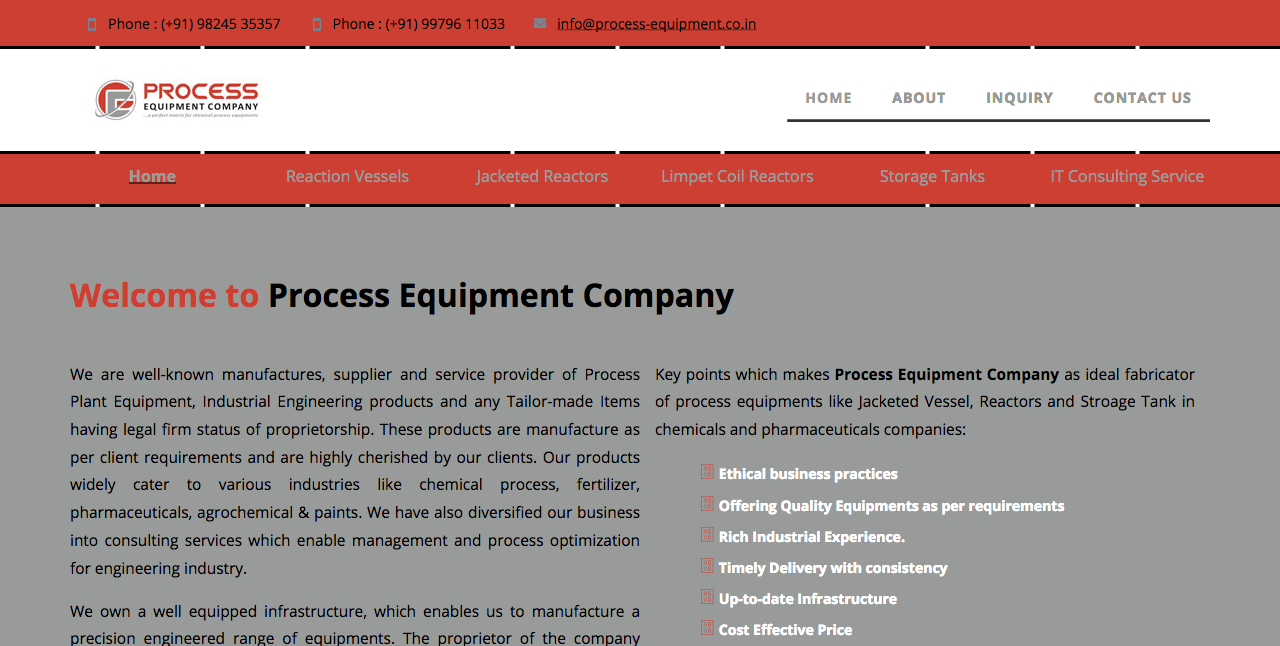 Phone : (+91) 98245 35357 Phone : (+91) 99796 11033 info@process-equipment.co.in
PROCESS
EQUIPMENT COMPANY
...a perfect matrix for chemical process equipments
HOME ABOUT INQUIRY CONTACT US
Home Reaction Vessels Jacketed Reactors Limpet Coil Reactors Storage Tanks IT Consulting Service
Welcome to Process Equipment Company
We are well-known manufactures, supplier and service provider of Process
Plant Equipment, Industrial Engineering products and any Tailor-made Items
having legal firm status of proprietorship. These products are manufacture as
per client requirements and are highly cherished by our clients. Our products
widely cater to various industries like chemical process, fertilizer,
pharmaceuticals, agrochemical & paints. We have also diversified our business
into consulting services which enable management and process optimization
for engineering industry.
We own a well equipped infrastructure, which enables us to manufacture a
precision engineered range of equipments. The proprietor of the company
Key points which makes Process Equipment Company as ideal fabricator
of process equipments like Jacketed Vessel, Reactors and Stroage Tank in
chemicals and pharmaceuticals companies:
Ethical business practices
Offering Quality Equipments as per requirements
Rich Industrial Experience.
Timely Delivery with consistency
Up-to-date Infrastructure
Cost Effective Price